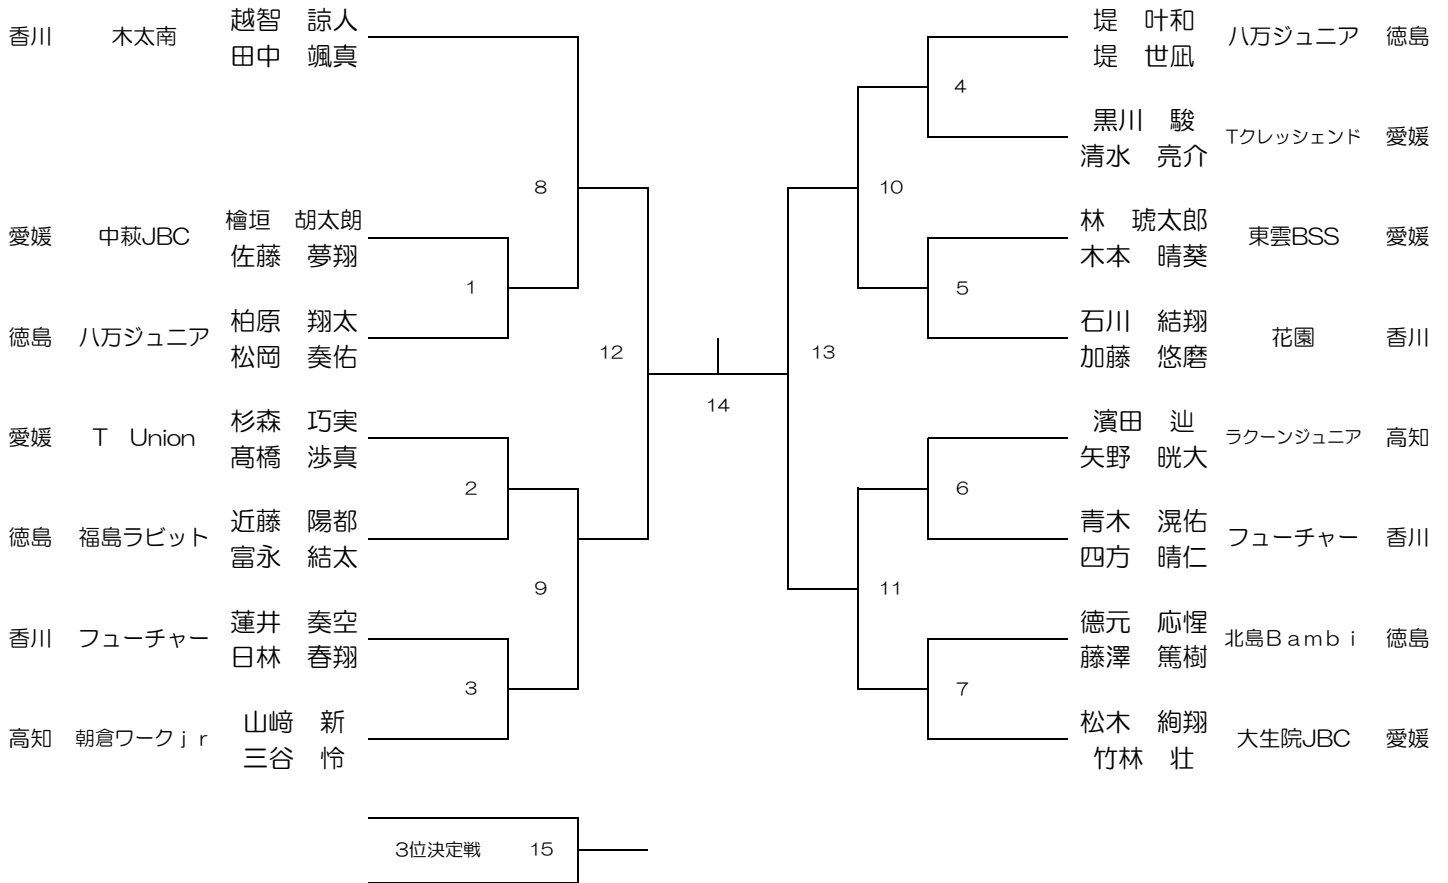 香川 木太南 越智 諒人
田中 颯真
8
愛媛 中萩JBC 檜垣 胡太朗
佐藤 夢翔
1
徳島 八万ジュニア 柏原 翔太
松岡 奏佑
12
愛媛 T Union 杉森 巧実
髙橋 渉真
2
徳島 福島ラビット 近藤 陽都
富永 結太
9
香川 フューチャー 蓮井 奏空
日林 春翔
3
高知 朝倉ワークjr 山﨑 新
三谷 怜
14
堤 叶和 八万ジュニア 徳島
堤 世凪
4
黒川 駿 Tクレッシェンド 愛媛
清水 亮介
10
林 琥太郎 東雲BSS 愛媛
木本 晴葵
5
石川 結翔 花園 香川
加藤 悠磨
13
濱田 辿 ラクーンジュニア 高知
矢野 晄大
6
青木 滉佑 フューチャー 香川
四方 晴仁
11
德元 応惺 北島Bambi 徳島
藤澤 篤樹
7
松木 絢翔 大生院JBC 愛媛
竹林 壮
3位決定戦 15